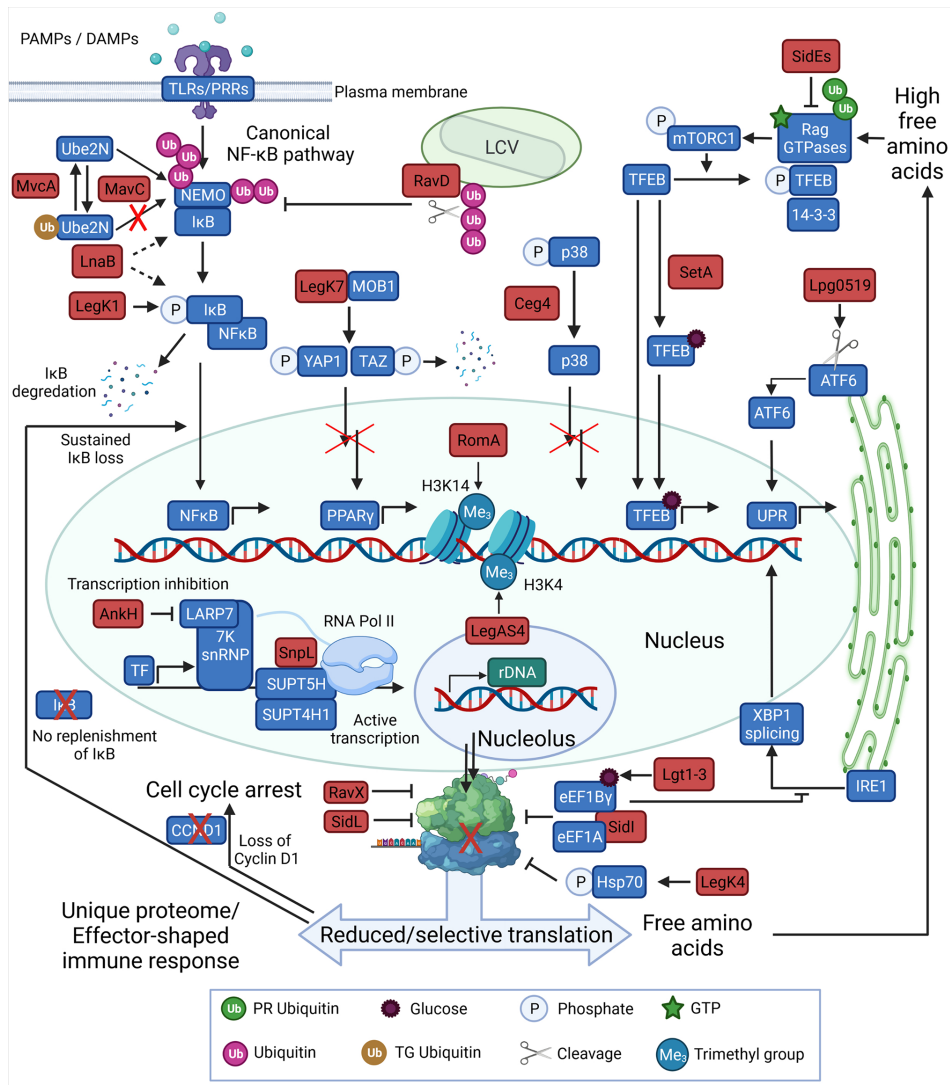 PAMPs / DAMPs
TLRs/PRRs
Plasma membrane
Canonical
NF-κB pathway
Ube2N
MvcA
MavC
Ub
Ube2N
LnaB
LegK1
Ub
Ub
Ub
NEMO
Ub
Ub
IκB
P
IκB
NFκB
IκB
degredation
Sustained
IκB loss
LCV
RavD
Ub
Ub
Ub
LegK7
MOB1
P
YAP1
TAZ
P
P
p38
Ceg4
p38
SidEs
Ub
Ub
P
mTORC1
Rag
GTPases
High
free
amino
acids
TFEB
P
TFEB
14-3-3
SetA
TFEB
Lpg0519
ATF6
ATF6
RomA
H3K14
Me3
NFκB
PPARγ
TFEB
UPR
Me3
H3K4
LegAS4
Transcription inhibition
AnkH
LARP7
7K
snRNP
TF
RNA Pol II
SnpL
SUPT5H
SUPT4H1
Active
transcription
rDNA
Nucleolus
Nucleus
IκB
No replenishment
of IκB
XBP1
splicing
IRE1
Cell cycle arrest
CCND1
Loss of
Cyclin D1
RavX
SidL
Lgt1-3
eEF1Bγ
SidI
eEF1A
P
Hsp70
LegK4
Unique proteome/
Effector-shaped
immune response
Reduced/selective translation
Free amino
acids
Ub PR Ubiquitin
Glucose
P Phosphate
GTP
Ub Ubiquitin
Ub TG Ubiquitin
Cleavage
Me3 Trimethyl group